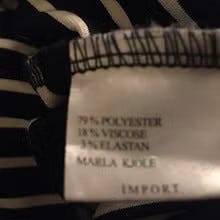 79 % POLYESTER
18 % VISCOSE
3 % ELASTAN
MARLA KJOLE
IMPORT